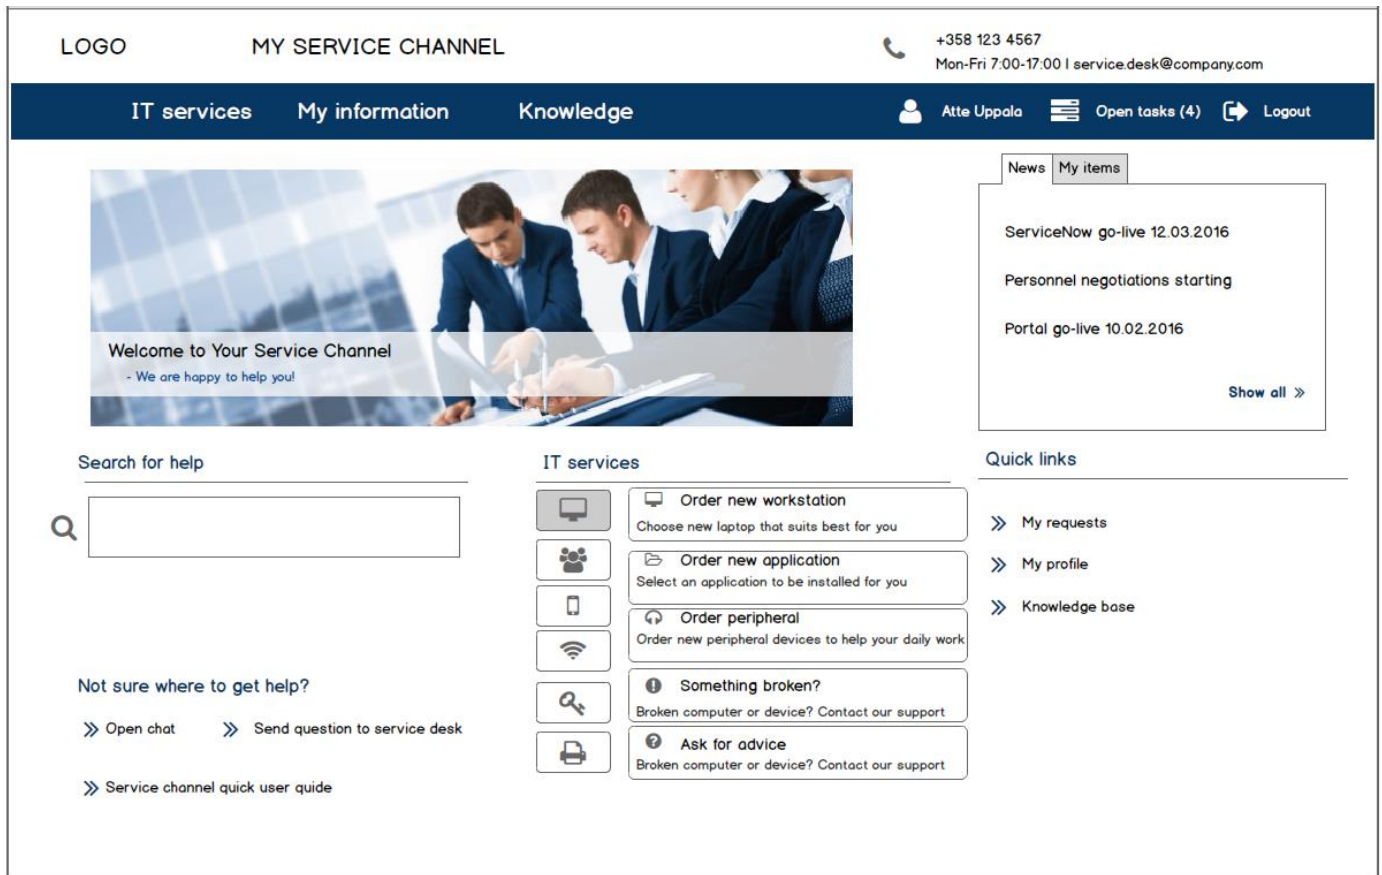 LOGO
MY SERVICE CHANNEL
+358 123 4567
Mon-Fri 7:00-17:00 | service.desk@company.com
IT services
My information
Knowledge
Atte Uppala
Open tasks (4)
Logout
Welcome to Your Service Channel
- We are happy to help you!
News
My items
ServiceNow go-live 12.03.2016
Personnel negotiations starting
Portal go-live 10.02.2016
Show all »
Search for help
Not sure where to get help?
Open chat
Send question to service desk
Service channel quick user quide
IT services
Order new workstation
Choose new laptop that suits best for you
Order new application
Select an application to be installed for you
Order peripheral
Order new peripheral devices to help your daily work
Something broken?
Broken computer or device? Contact our support
Ask for advice
Broken computer or device? Contact our support
Quick links
My requests
My profile
Knowledge base